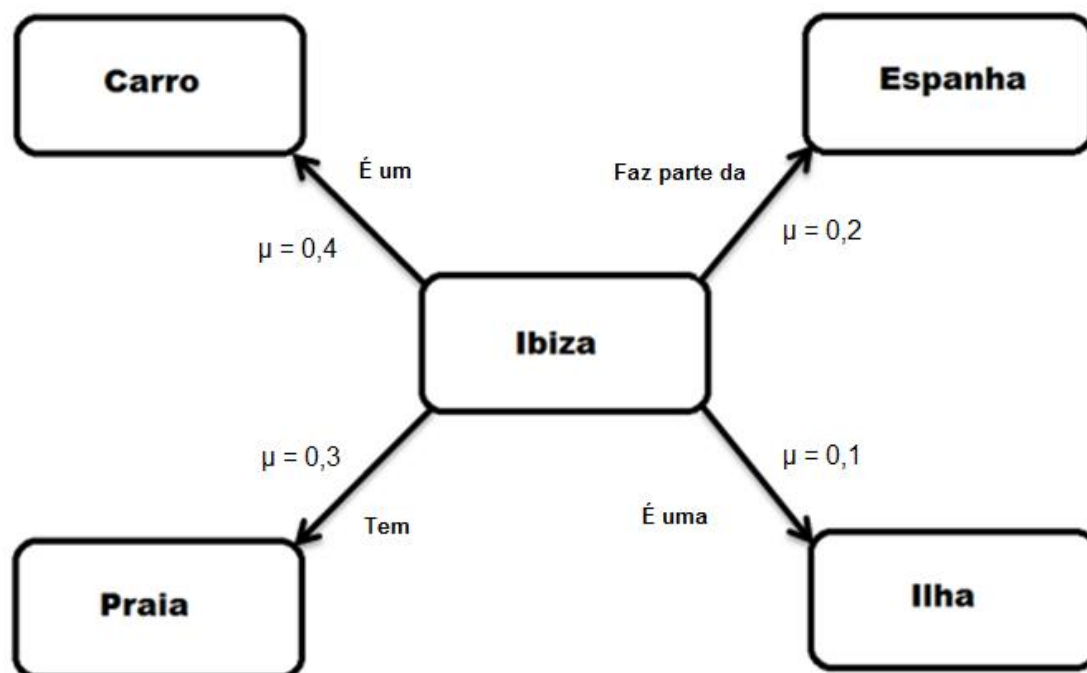 Carro
Espanha
É um
Faz parte da
μ = 0,4
μ = 0,2
Ibiza
μ = 0,3
μ = 0,1
Tem
É uma
Praia
Ilha